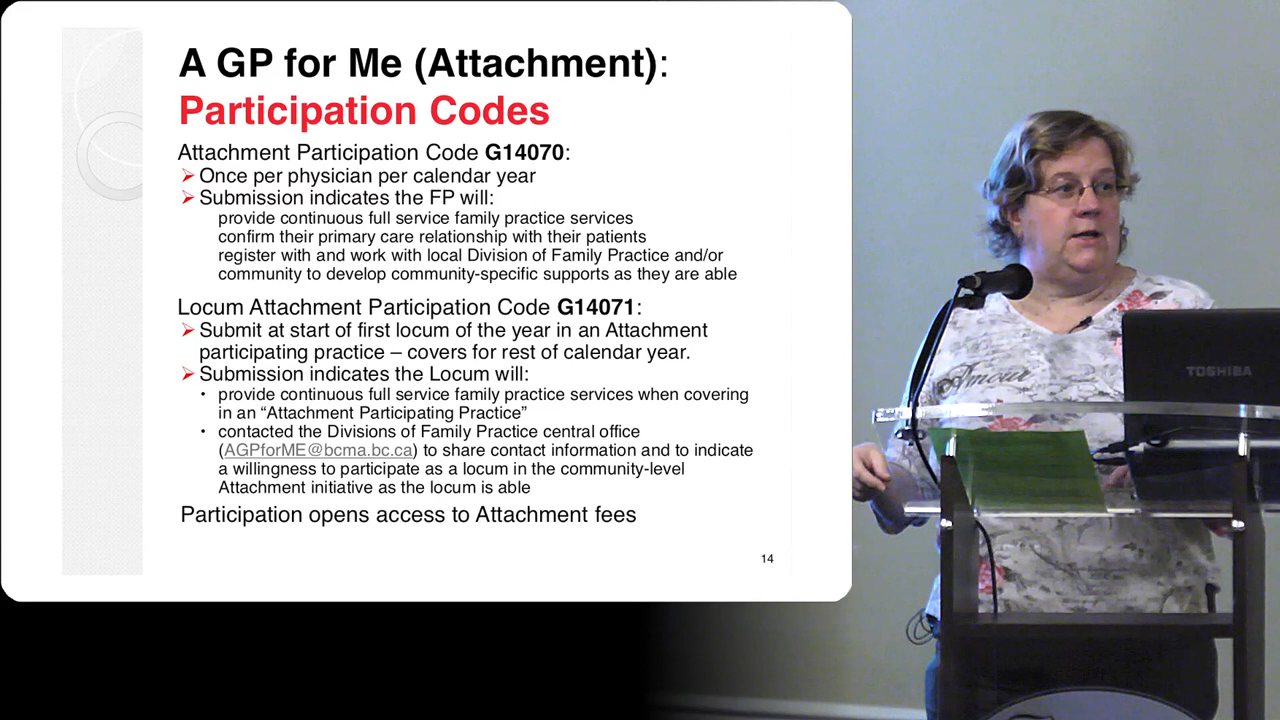 A GP for Me (Attachment):
Participation Codes
Attachment Participation Code G14070:
Once per physician per calendar year
Submission indicates the FP will:
provide continuous full service family practice services
confirm their primary care relationship with their patients
register with and work with local Division of Family Practice and/or
community to develop community-specific supports as they are able
Locum Attachment Participation Code G14071:
Submit at start of first locum of the year in an Attachment
participating practice – covers for rest of calendar year.
Submission indicates the Locum will:
• provide continuous full service family practice services when covering
in an “Attachment Participating Practice”
• contacted the Divisions of Family Practice central office
(AGPforME@bcma.bc.ca) to share contact information and to indicate
a willingness to participate as a locum in the community-level
Attachment initiative as the locum is able
Participation opens access to Attachment fees
14
Amour
TOSHIBA